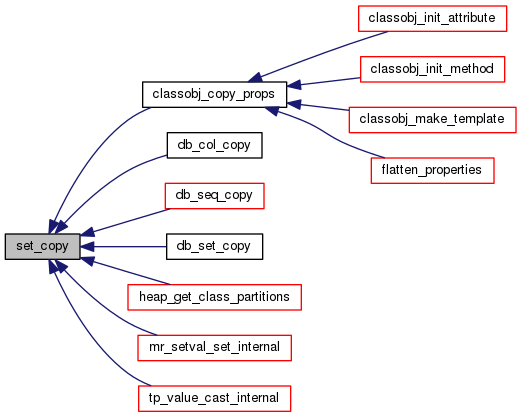 classobj_init_attribute
classobj_init_method
classobj_copy_props
classobj_make_template
db_col_copy
flatten_properties
db_seq_copy
set_copy
db_set_copy
heap_get_class_partitions
mr_setval_set_internal
tp_value_cast_internal